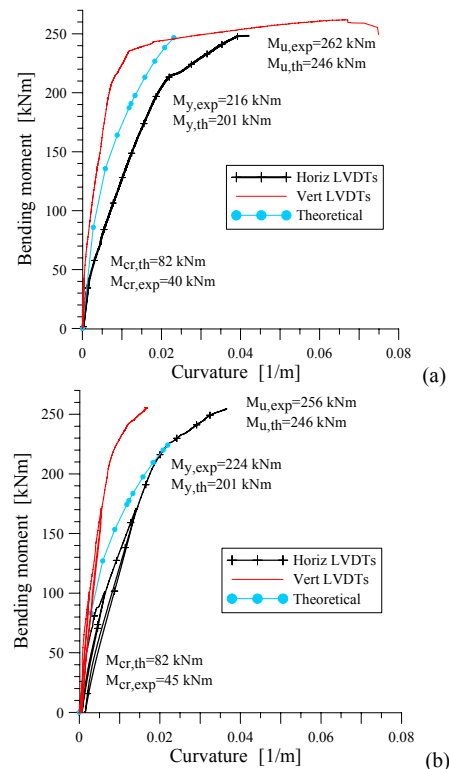 300
250
200
150
100
50
0
Bending moment [kNm]
M_u,exp=262 kNm
M_u,th=246 kNm
M_y,exp=216 kNm
M_y,th=201 kNm
Horiz LVDTs
Vert LVDTs
Theoretical
M_cr,th=82 kNm
M_cr,exp=40 kNm
0 0.02 0.04 0.06 0.08
Curvature [1/m]
(a)
250
200
150
100
50
0
Bending moment [kNm]
M_u,exp=256 kNm
M_u,th=246 kNm
M_y,exp=224 kNm
M_y,th=201 kNm
Horiz LVDTs
Vert LVDTs
Theoretical
M_cr,th=82 kNm
M_cr,exp=45 kNm
0 0.02 0.04 0.06 0.08
Curvature [1/m]
(b)